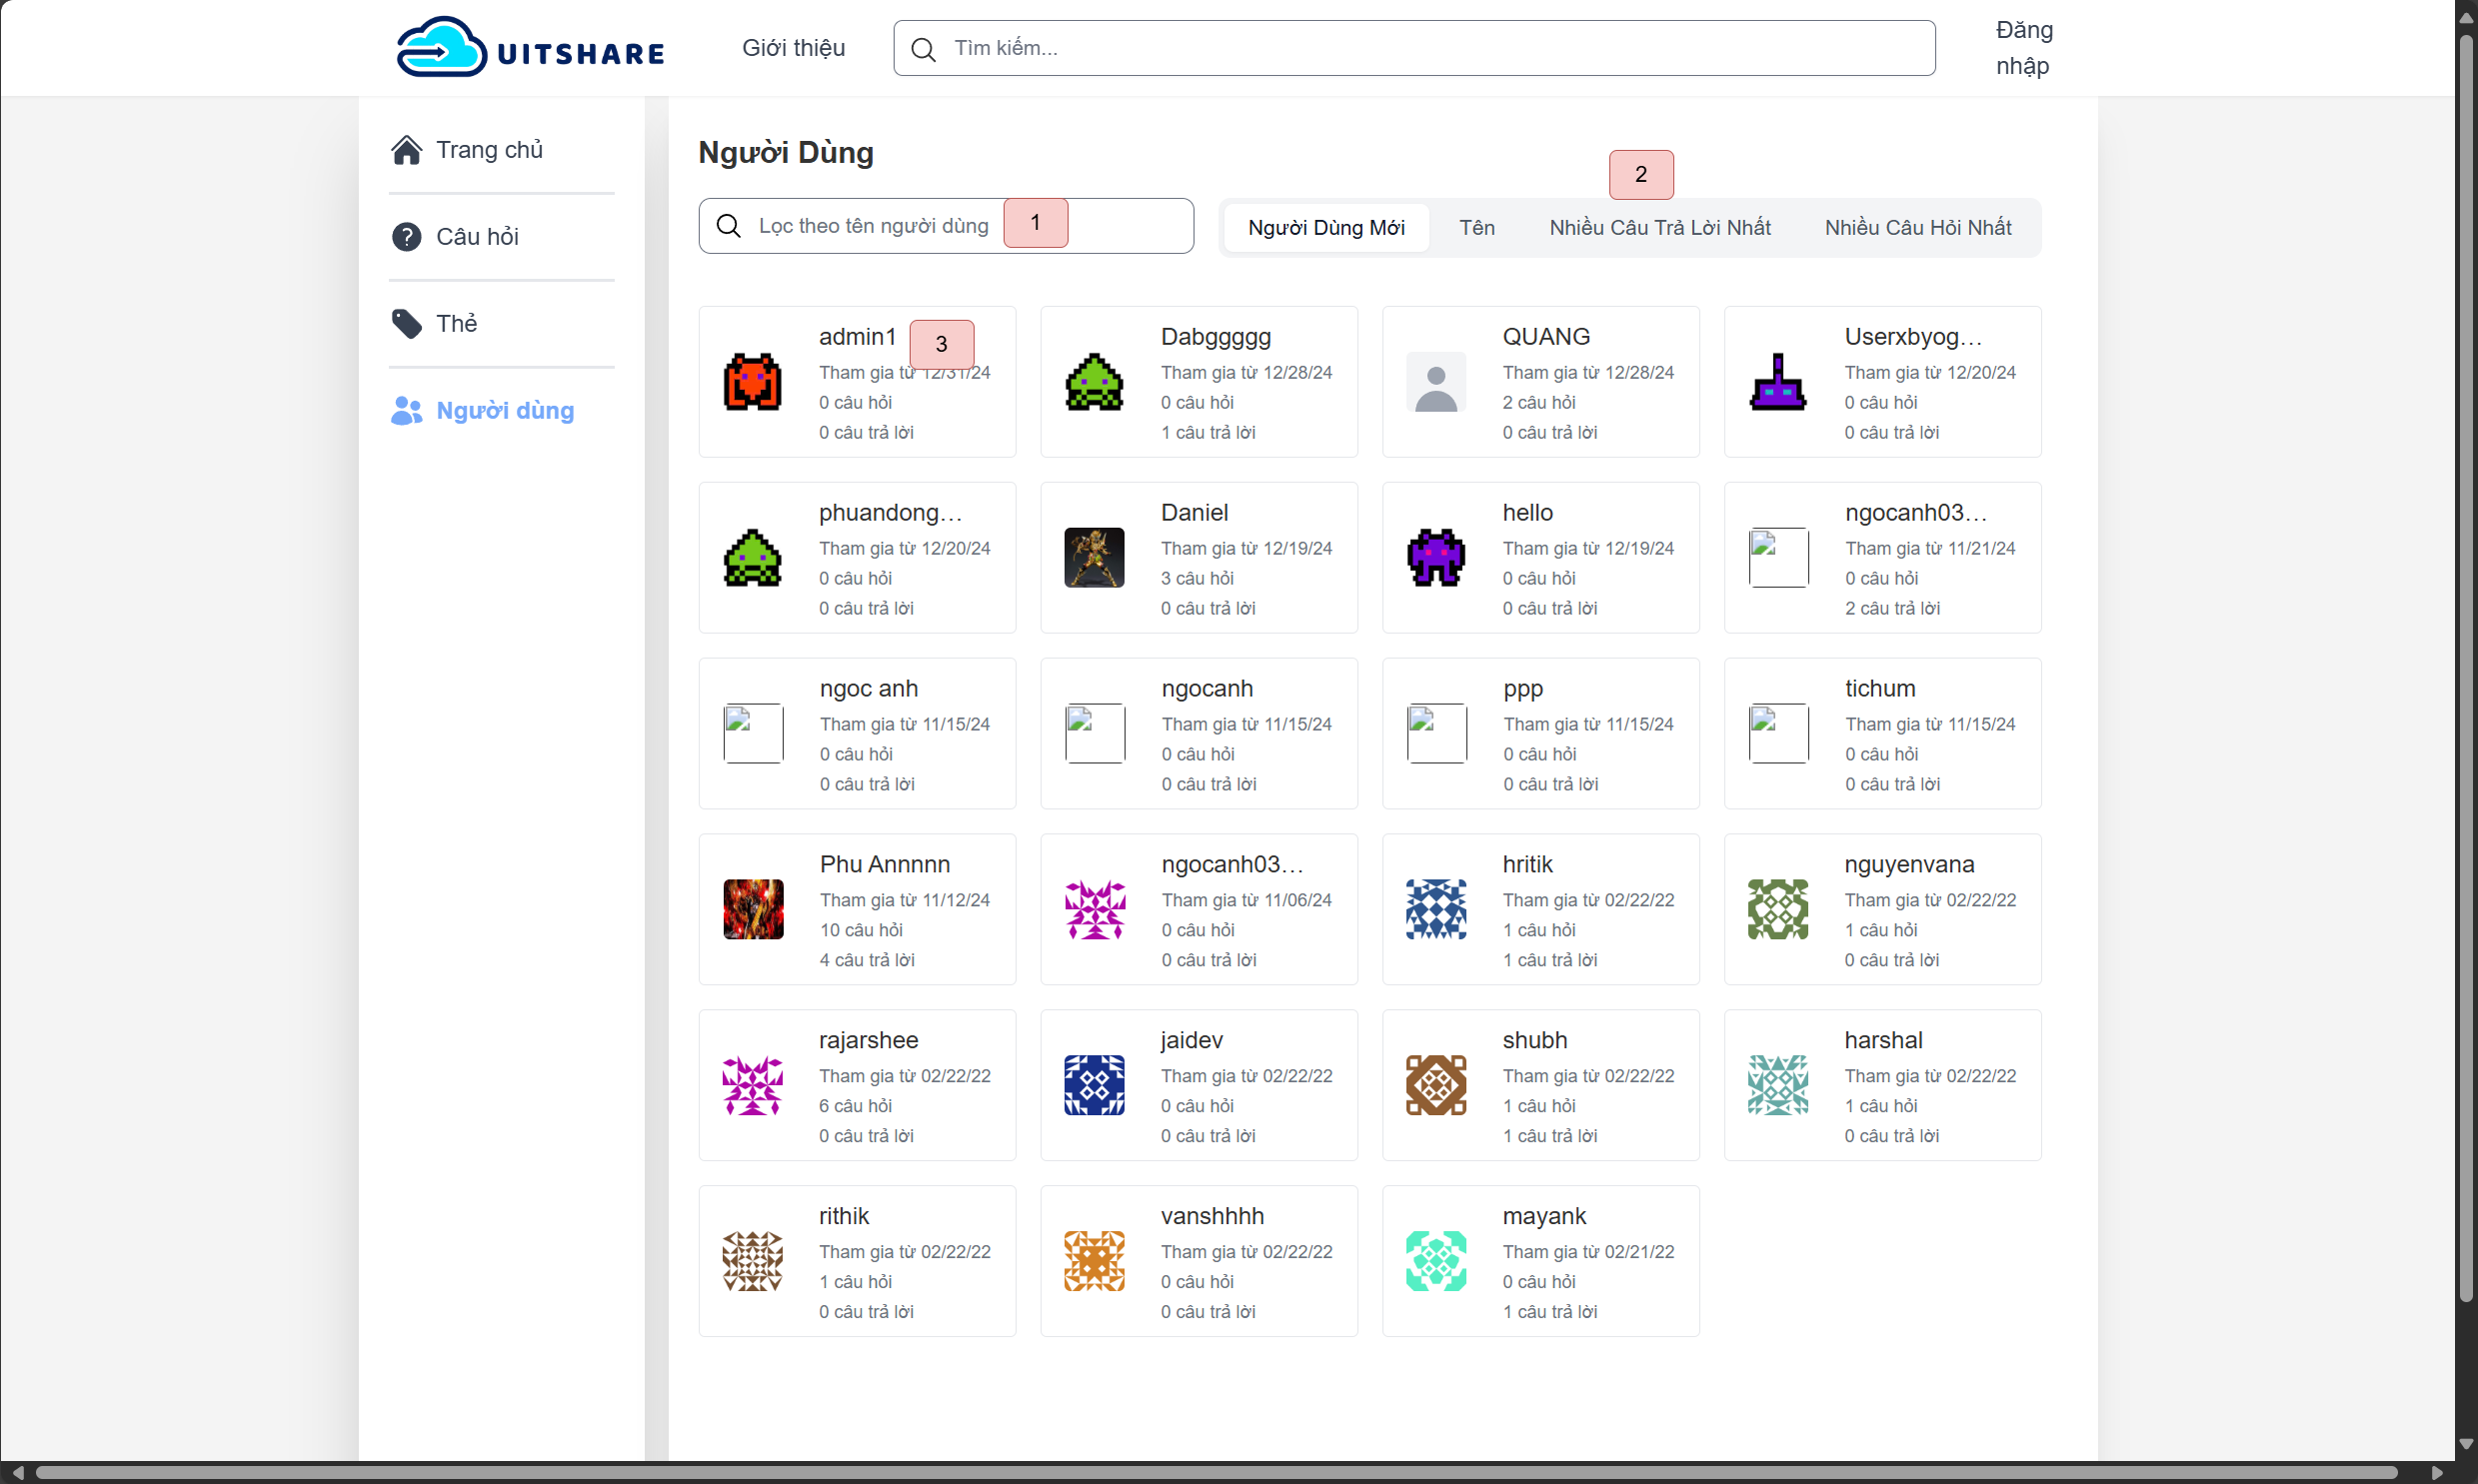 UITSHARE
Giới thiệu
Tìm kiếm...
Đăng
nhập
Trang chủ
Câu hỏi
Thẻ
Người dùng
Người Dùng
Lọc theo tên người dùng
1
2
Người Dùng Mới
Tên
Nhiều Câu Trả Lời Nhất
Nhiều Câu Hỏi Nhất
admin1
3
Tham gia từ 12/31/24
0 câu hỏi
0 câu trả lời
Dabggggg
Tham gia từ 12/28/24
0 câu hỏi
1 câu trả lời
QUANG
Tham gia từ 12/28/24
2 câu hỏi
0 câu trả lời
Userxbyog...
Tham gia từ 12/20/24
0 câu hỏi
0 câu trả lời
phuandong...
Tham gia từ 12/20/24
0 câu hỏi
0 câu trả lời
Daniel
Tham gia từ 12/19/24
3 câu hỏi
0 câu trả lời
hello
Tham gia từ 12/19/24
0 câu hỏi
0 câu trả lời
ngocanh03...
Tham gia từ 11/21/24
0 câu hỏi
2 câu trả lời
ngoc anh
Tham gia từ 11/15/24
0 câu hỏi
0 câu trả lời
ngocanh
Tham gia từ 11/15/24
0 câu hỏi
0 câu trả lời
ppp
Tham gia từ 11/15/24
0 câu hỏi
0 câu trả lời
tichum
Tham gia từ 11/15/24
0 câu hỏi
0 câu trả lời
Phu Annnnn
Tham gia từ 11/12/24
10 câu hỏi
4 câu trả lời
ngocanh03...
Tham gia từ 11/06/24
0 câu hỏi
0 câu trả lời
hritik
Tham gia từ 02/22/22
1 câu hỏi
1 câu trả lời
nguyenvana
Tham gia từ 02/22/22
1 câu hỏi
0 câu trả lời
rajarshee
Tham gia từ 02/22/22
6 câu hỏi
0 câu trả lời
jaidev
Tham gia từ 02/22/22
0 câu hỏi
0 câu trả lời
shubh
Tham gia từ 02/22/22
1 câu hỏi
1 câu trả lời
harshal
Tham gia từ 02/22/22
1 câu hỏi
0 câu trả lời
rithik
Tham gia từ 02/22/22
1 câu hỏi
0 câu trả lời
vanshhhh
Tham gia từ 02/22/22
0 câu hỏi
0 câu trả lời
mayank
Tham gia từ 02/21/22
0 câu hỏi
1 câu trả lời